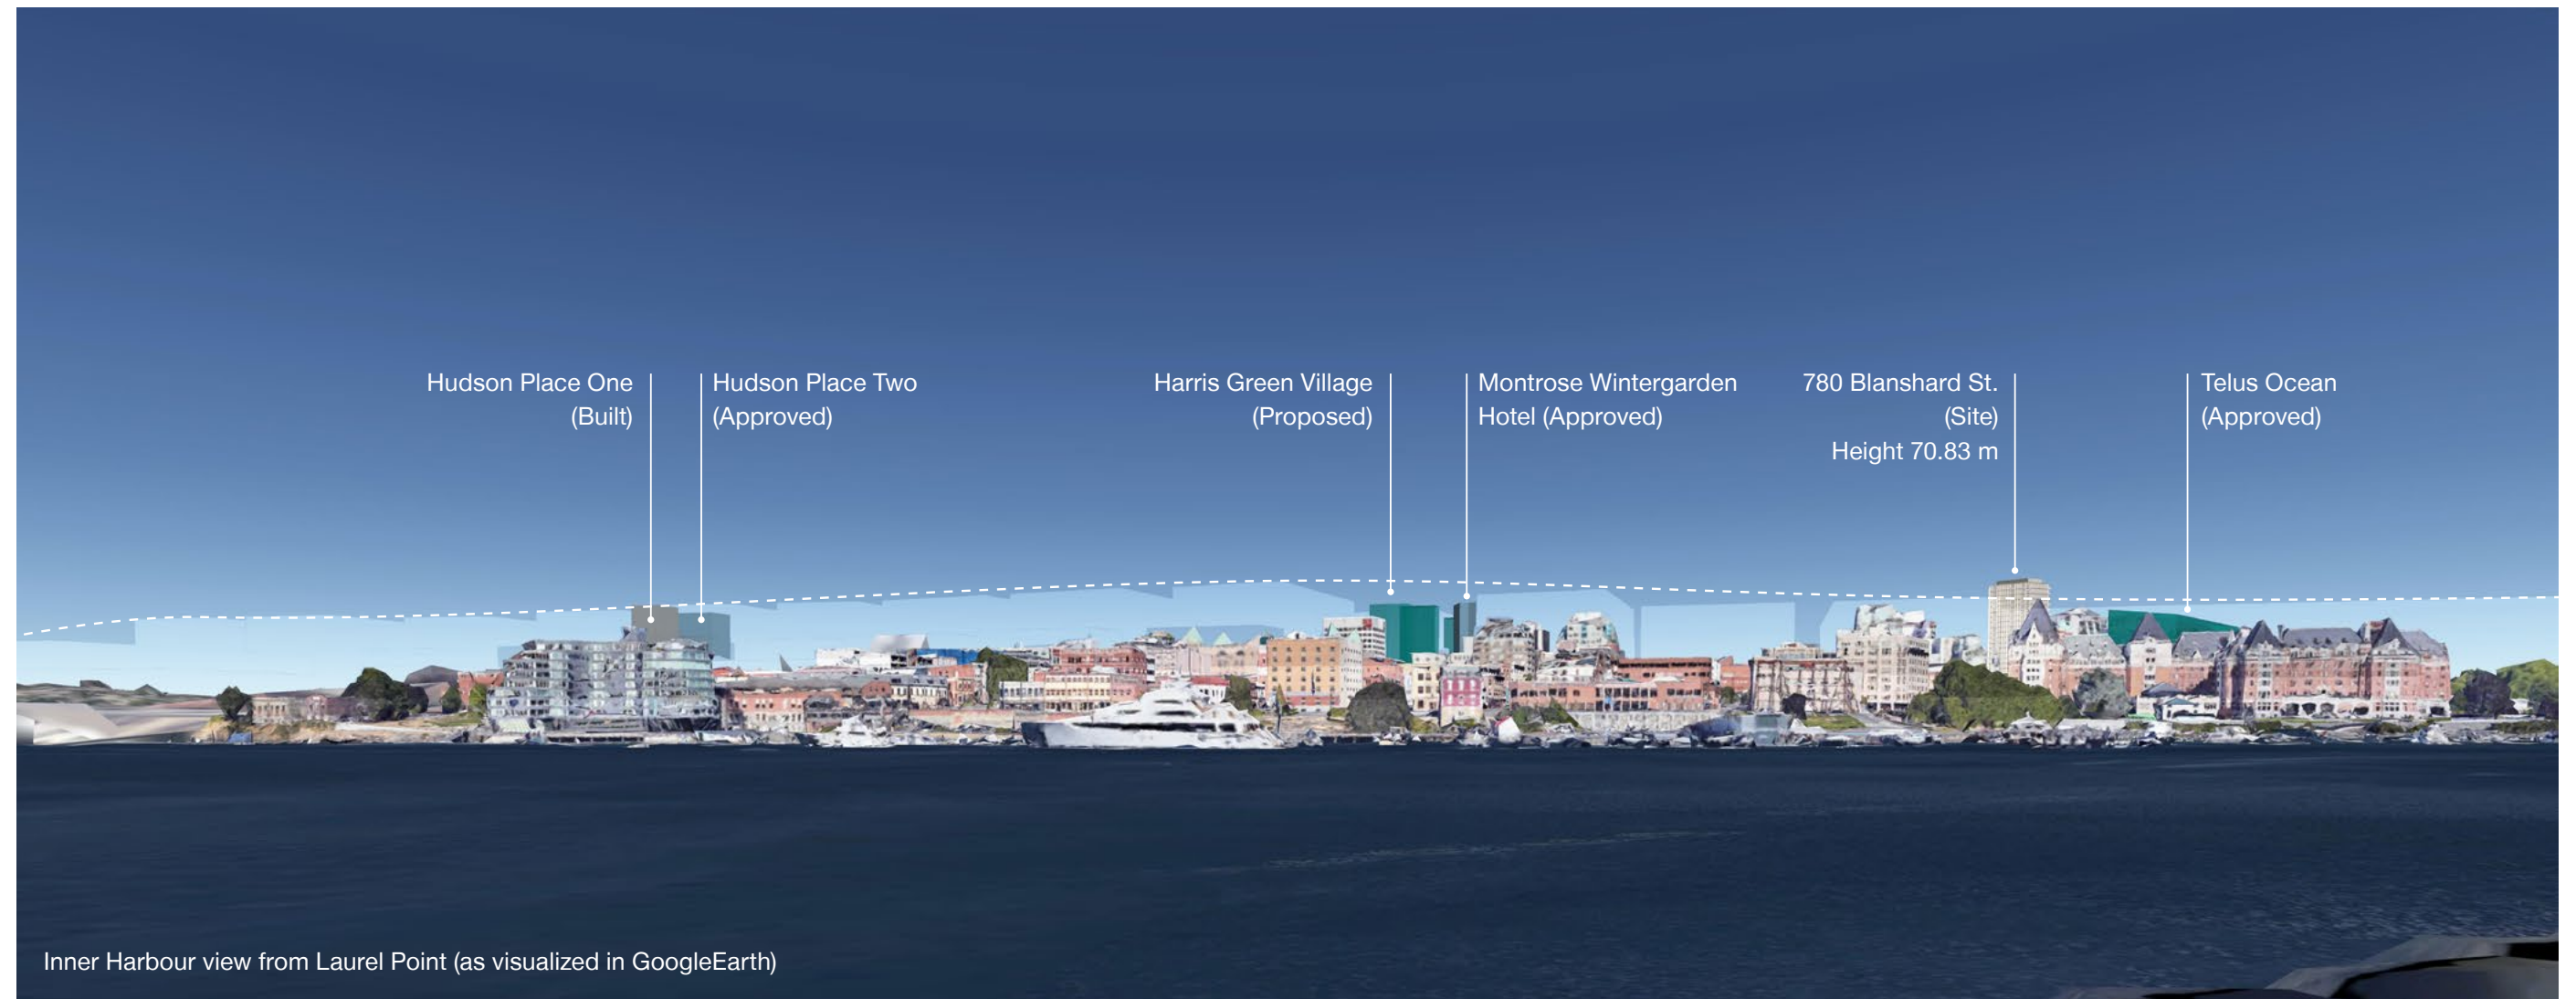 Hudson Place One
(Built)
Hudson Place Two
(Approved)
Harris Green Village
(Proposed)
Montrose Wintergarden
Hotel (Approved)
780 Blanshard St.
(Site)
Height 70.83 m
Telus Ocean
(Approved)
Inner Harbour view from Laurel Point (as visualized in GoogleEarth)